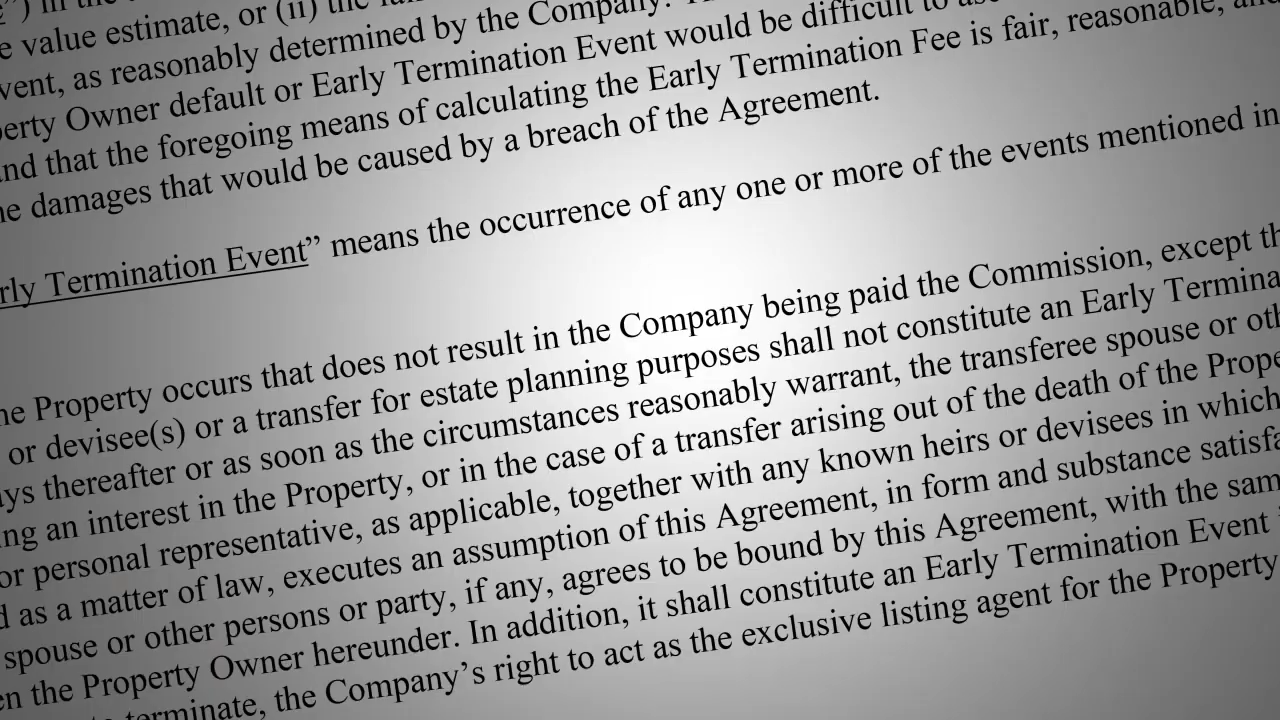 value estimate, or (ii) the
vent, as reasonably determined by the Company.
perty Owner default or Early Termination Event would be difficult to
and that the foregoing means of calculating the Early Termination Fee is fair, reasonable,
he damages that would be caused by a breach of the Agreement.
rly Termination Event” means the occurrence of any one or more of the events mentioned in
he Property occurs that does not result in the Company being paid the Commission, except th
or devisee(s) or a transfer for estate planning purposes shall not constitute an Early Termina
ys thereafter or as soon as the circumstances reasonably warrant, the transferee spouse or oth
ing an interest in the Property, or in the case of a transfer arising out of the death of the Prope
or personal representative, as applicable, together with any known heirs or devisees in which
d as a matter of law, executes an assumption of this Agreement, in form and substance satisfa
spouse or other persons or party, if any, agrees to be bound by this Agreement, with the sam
en the Property Owner hereunder. In addition, it shall constitute an Early Termination Event
terminate, the Company’s right to act as the exclusive listing agent for the Property